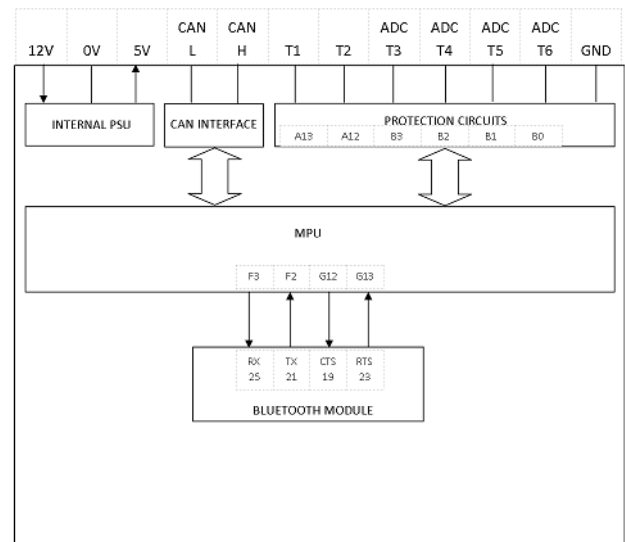 CAN CAN ADC ADC ADC ADC
12V 0V 5V L H T1 T2 T3 T4 T5 T6 GND
INTERNAL PSU CAN INTERFACE PROTECTION CIRCUITS
A13 A12 B3 B2 B1 B0
MPU
F3 F2 G12 G13
RX TX CTS RTS
25 21 19 23
BLUETOOTH MODULE